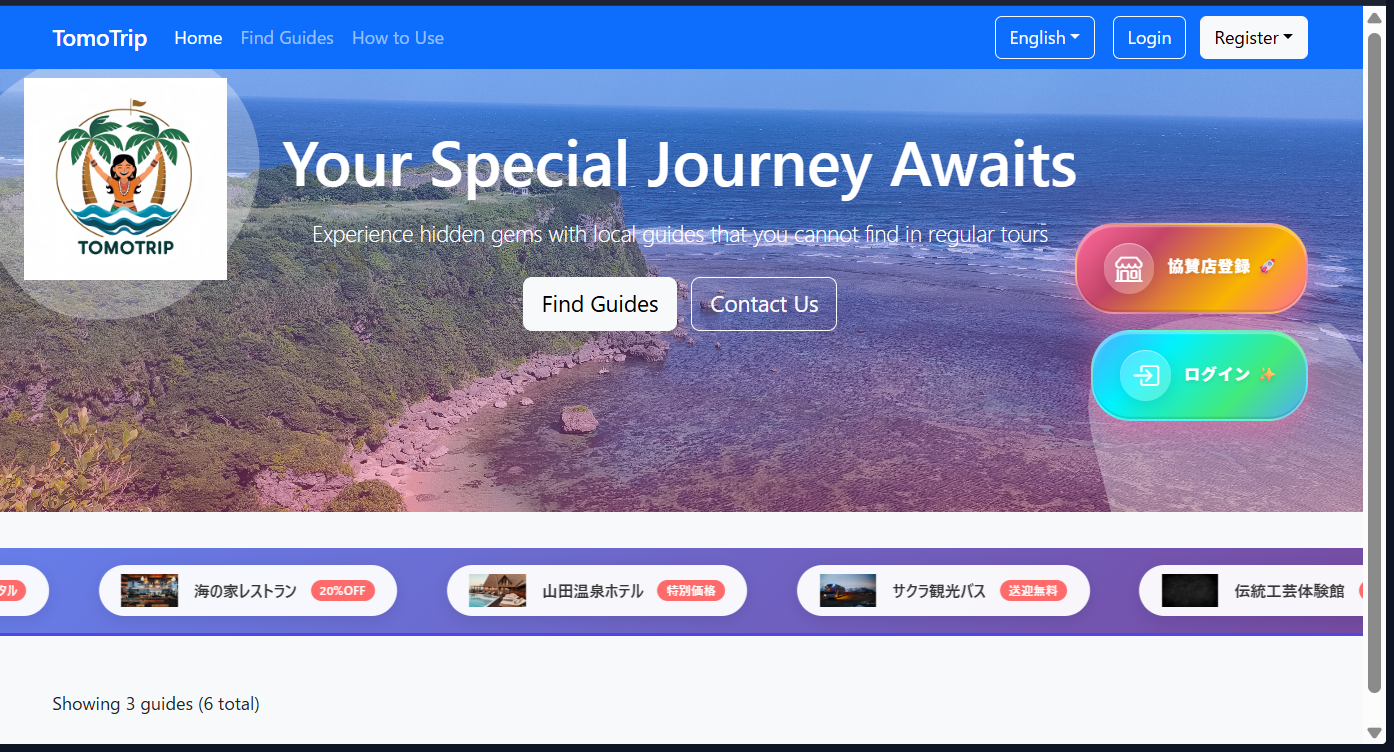 TomoTrip Home Find Guides How to Use English Login Register
TOMOTRIP
Your Special Journey Awaits
Experience hidden gems with local guides that you cannot find in regular tours
Find Guides Contact Us
協賛店登録 🚀
ログイン ✨
タル 海の家レストラン 20%OFF 山田温泉ホテル 特別価格 サクラ観光バス 送迎無料 伝統工芸体験館
Showing 3 guides (6 total)